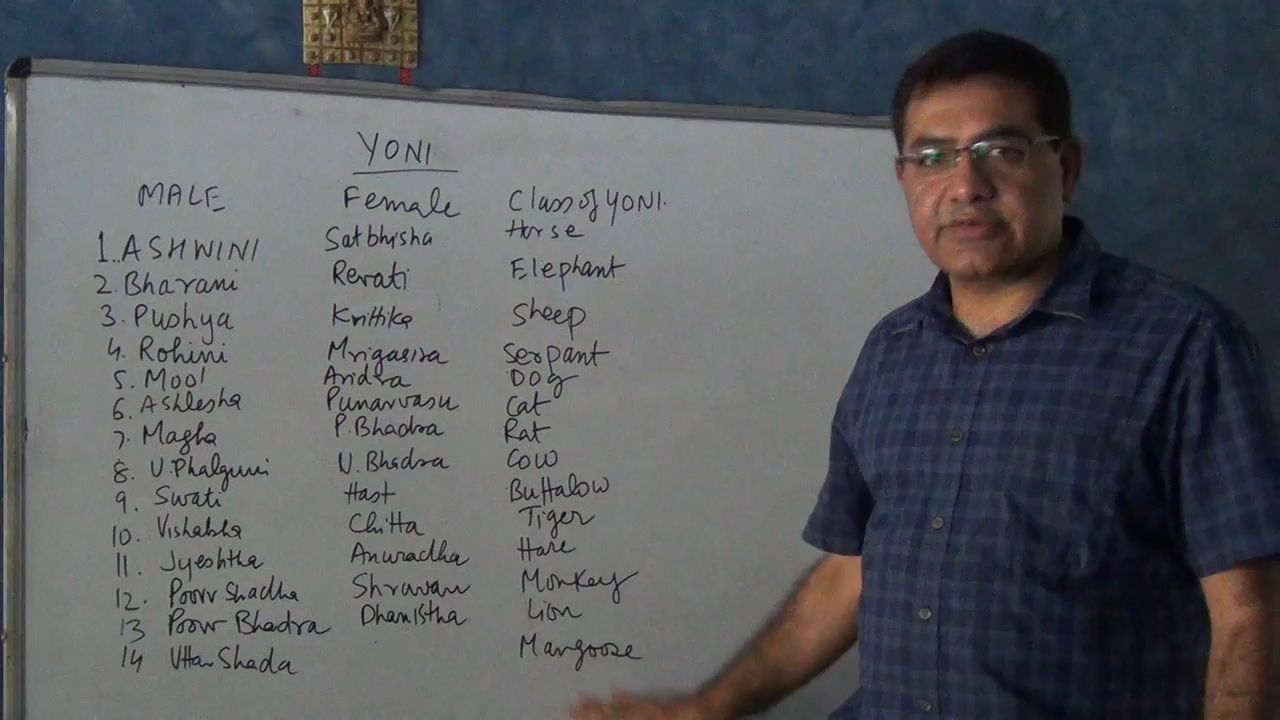 YONI
MALE Female Class of YONI.
1. ASHWINI Satbhisha Horse
2. Bharani Revati Elephant
3. Pushya Krittika Sheep
4. Rohini Mrigasira Serpant
5. Mool Aridra Dog
6. Ashlesha Punarvasu Cat
7. Magha P. Bhadra Rat
8. U. Phalguni U. Bhadra Cow
9. Swati Hast Buffalow
10. Vishakha Chitta Tiger
11. Jyeshtha Anuradha Hare
12. Poorv Shadha Shravan Monkey
13 Poorv Bhadra Dhanistha Lion
14 Uttar Shada Mangoose